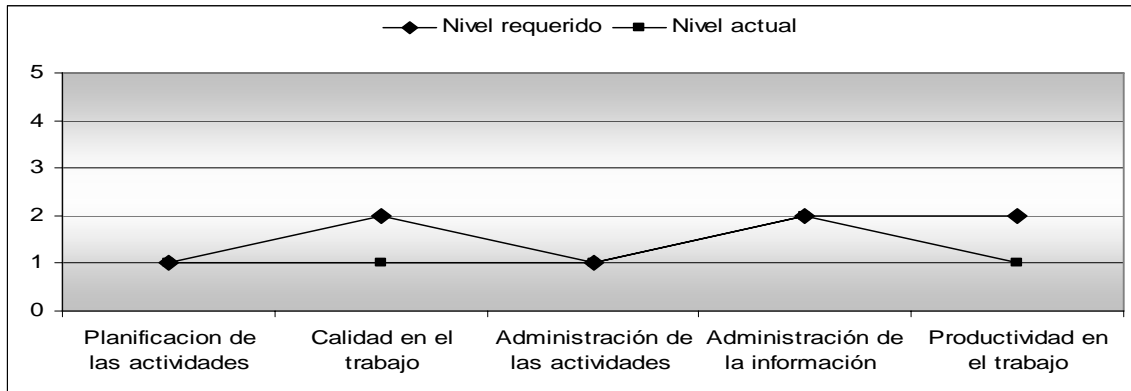 Nivel requerido Nivel actual
5
4
3
2
1
0
Planificacion de las actividades
Calidad en el trabajo
Administración de las actividades
Administración de la información
Productividad en el trabajo